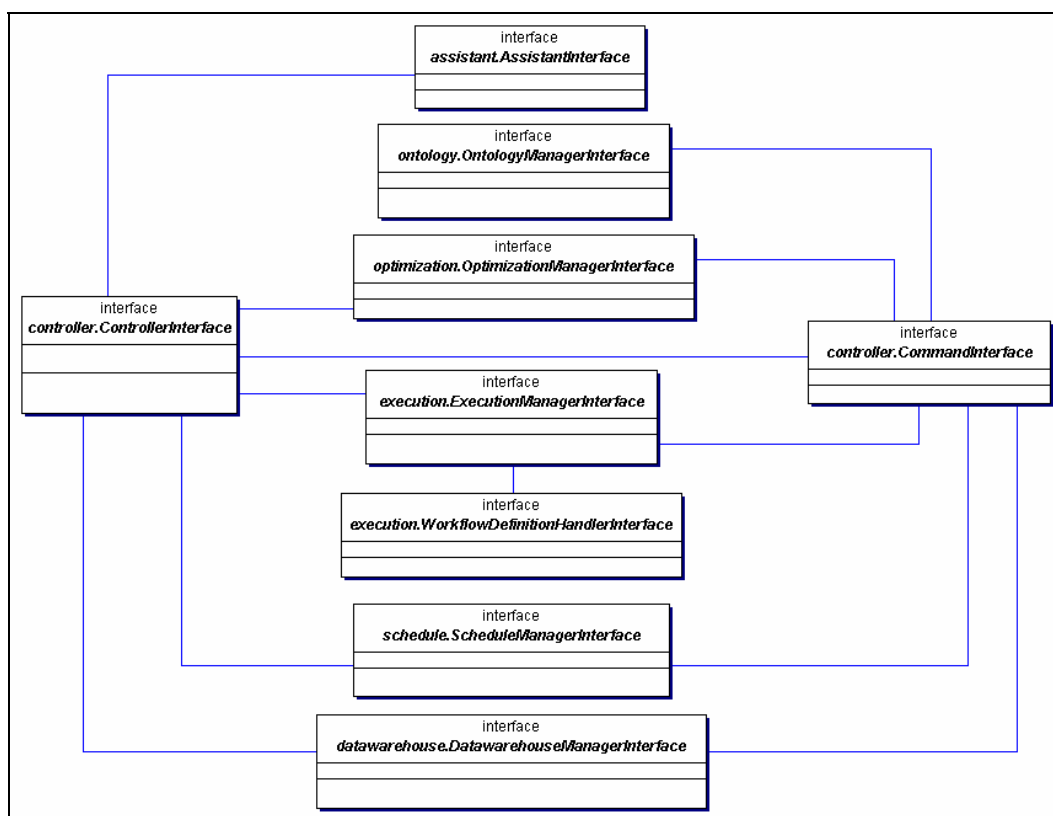 interface
assistant.AssistantInterface
interface
ontology.OntologyManagerInterface
interface
optimization.OptimizationManagerInterface
interface
controller.ControllerInterface
interface
controller.CommandInterface
interface
execution.ExecutionManagerInterface
interface
execution.WorkflowDefinitionHandlerInterface
interface
schedule.ScheduleManagerInterface
interface
datawarehouse.DatawarehouseManagerInterface